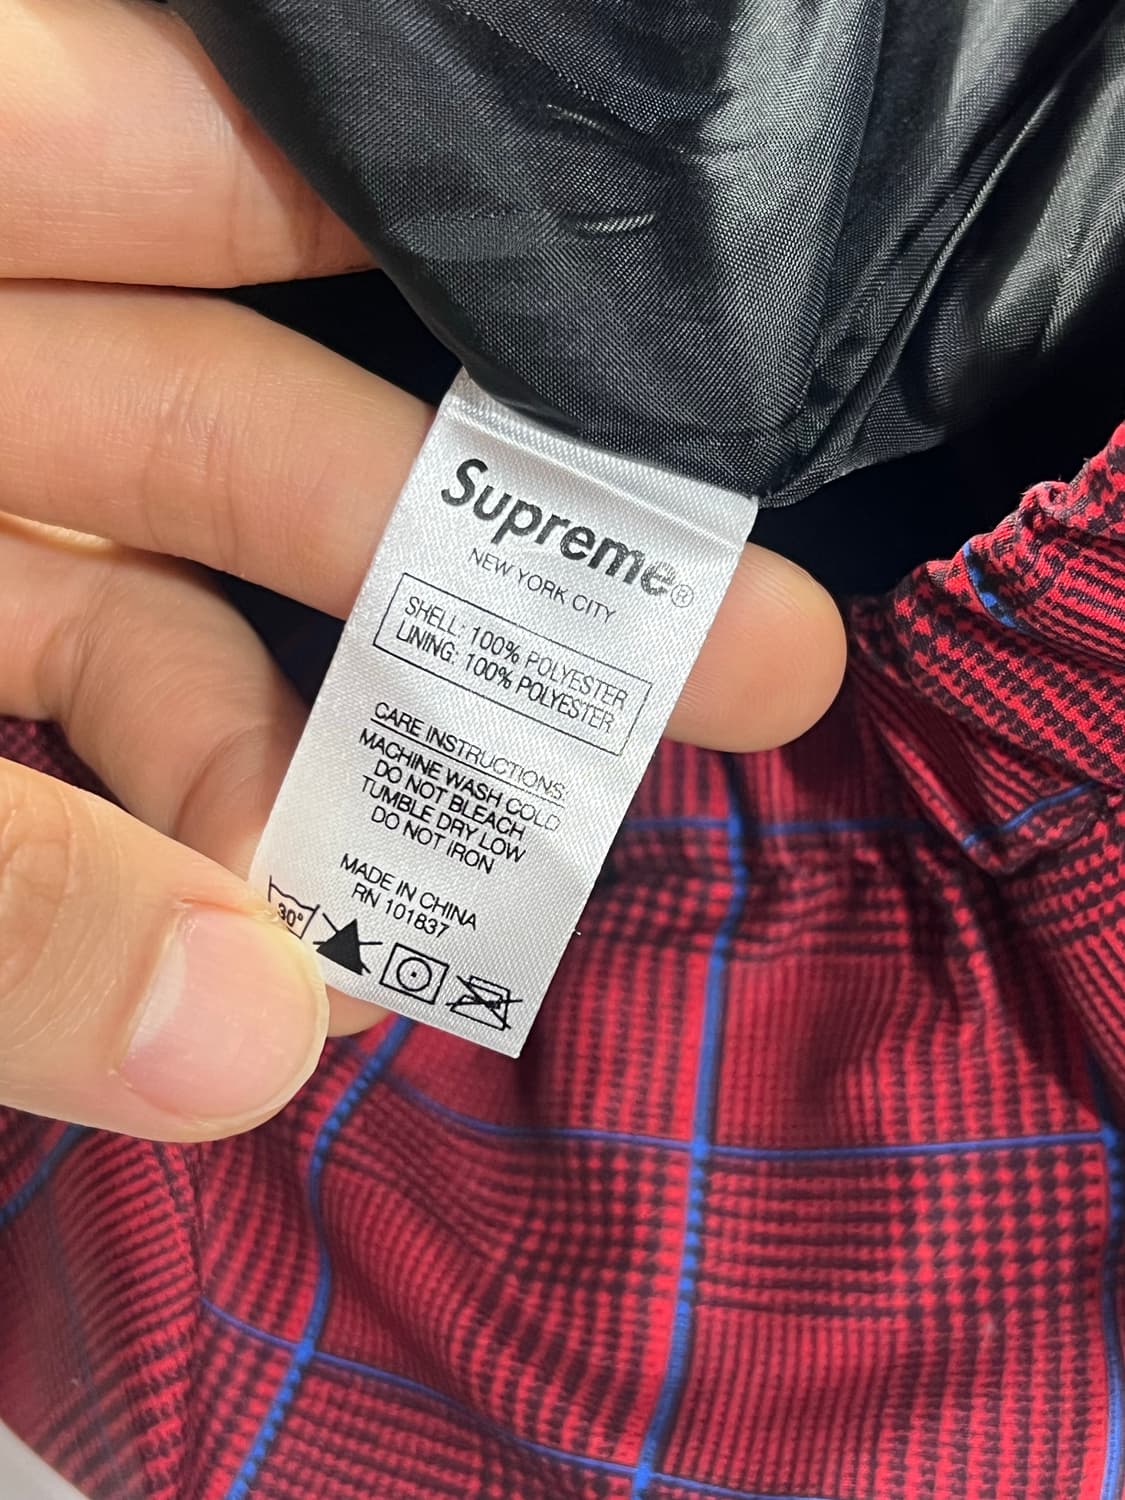 Supreme®
NEW YORK CITY
SHELL: 100% POLYESTER
LINING: 100% POLYESTER
CARE INSTRUCTIONS:
MACHINE WASH COLD
DO NOT BLEACH
TUMBLE DRY LOW
DO NOT IRON
MADE IN CHINA
RN 101837
30°